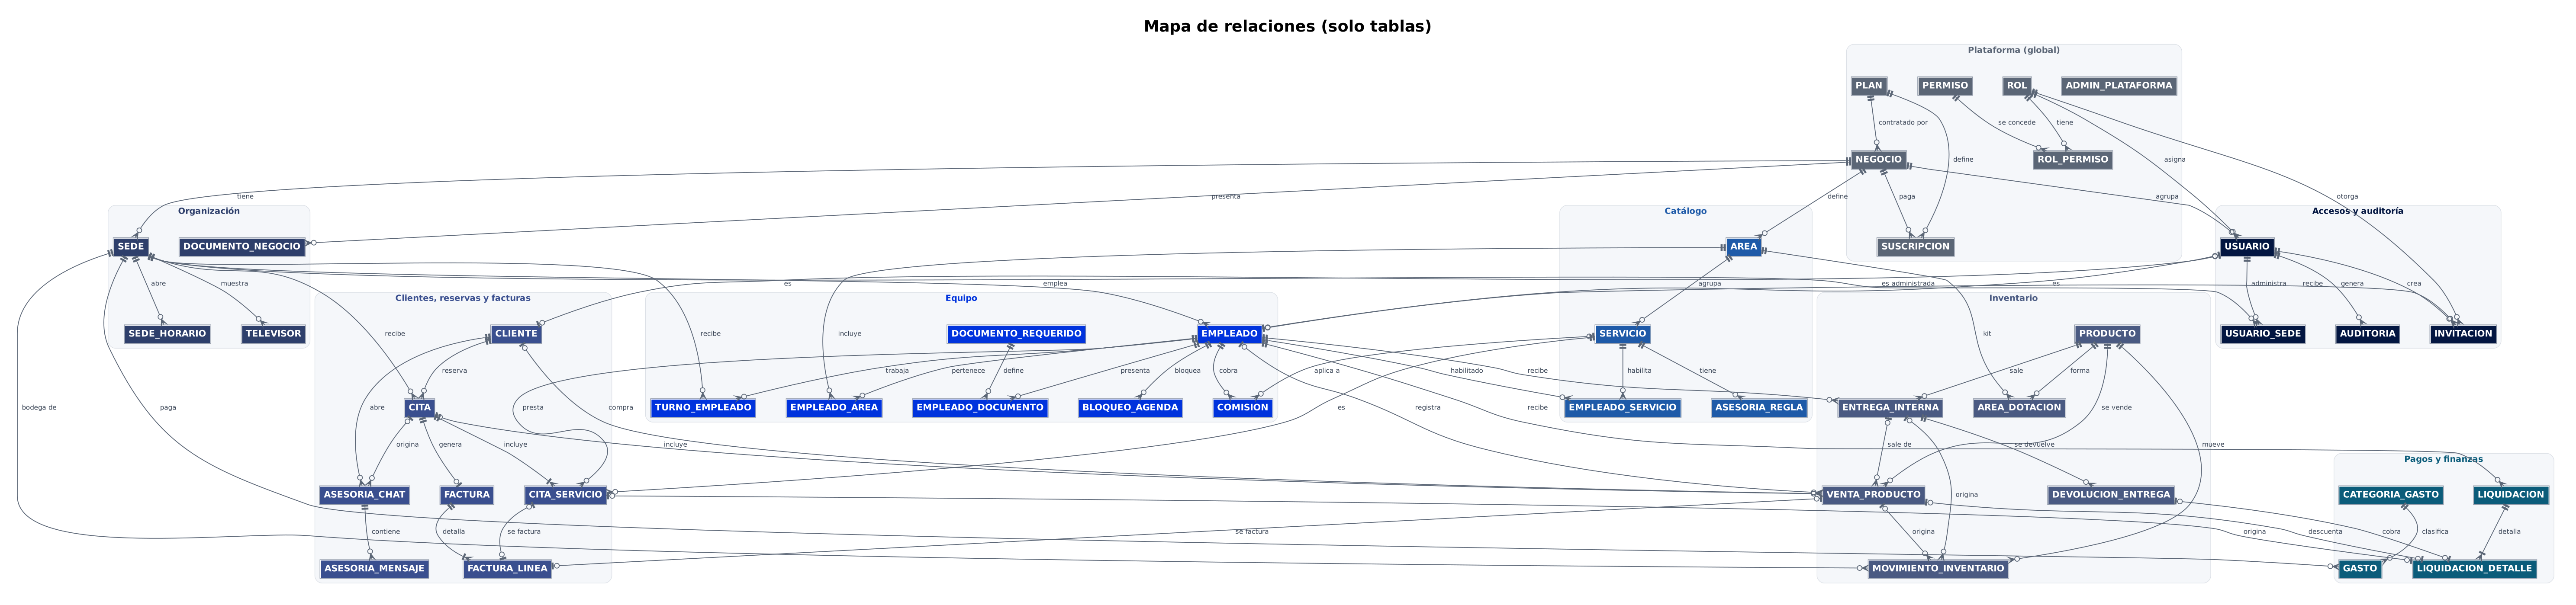 Mapa de relaciones (solo tablas)
Plataforma (global)
PLAN
PERMISO
ROL
ADMIN_PLATAFORMA
contratado por
se concede
tiene
NEGOCIO
define
ROL_PERMISO
asigna
tiene
presenta
define
paga
agrupa
otorga
Organización
Catálogo
Accesos y auditoría
SEDE
DOCUMENTO_NEGOCIO
AREA
SUSCRIPCION
USUARIO
abre
muestra
es
emplea
agrupa
es administrada
es
administra
recibe
genera
crea
Clientes, reservas y facturas
Equipo
Inventario
SEDE_HORARIO
TELEVISOR
recibe
CLIENTE
recibe
incluye
DOCUMENTO_REQUERIDO
EMPLEADO
SERVICIO
kit
PRODUCTO
USUARIO_SEDE
AUDITORIA
INVITACION
reserva
trabaja
pertenece
define
presenta
bloquea
cobra
aplica a
habilitado
recibe
habilita
tiene
sale
forma
bodega de
paga
abre
CITA
presta
compra
TURNO_EMPLEADO
EMPLEADO_AREA
EMPLEADO_DOCUMENTO
BLOQUEO_AGENDA
COMISION
es
registra
recibe
EMPLEADO_SERVICIO
ASESORIA_REGLA
ENTREGA_INTERNA
AREA_DOTACION
se vende
origina
genera
incluye
incluye
sale de
se devuelve
mueve
Pagos y finanzas
ASESORIA_CHAT
FACTURA
CITA_SERVICIO
VENTA_PRODUCTO
origina
DEVOLUCION_ENTREGA
CATEGORIA_GASTO
LIQUIDACION
contiene
detalla
se factura
se factura
origina
origina
descuenta
cobra
clasifica
detalla
ASESORIA_MENSAJE
FACTURA_LINEA
MOVIMIENTO_INVENTARIO
GASTO
LIQUIDACION_DETALLE